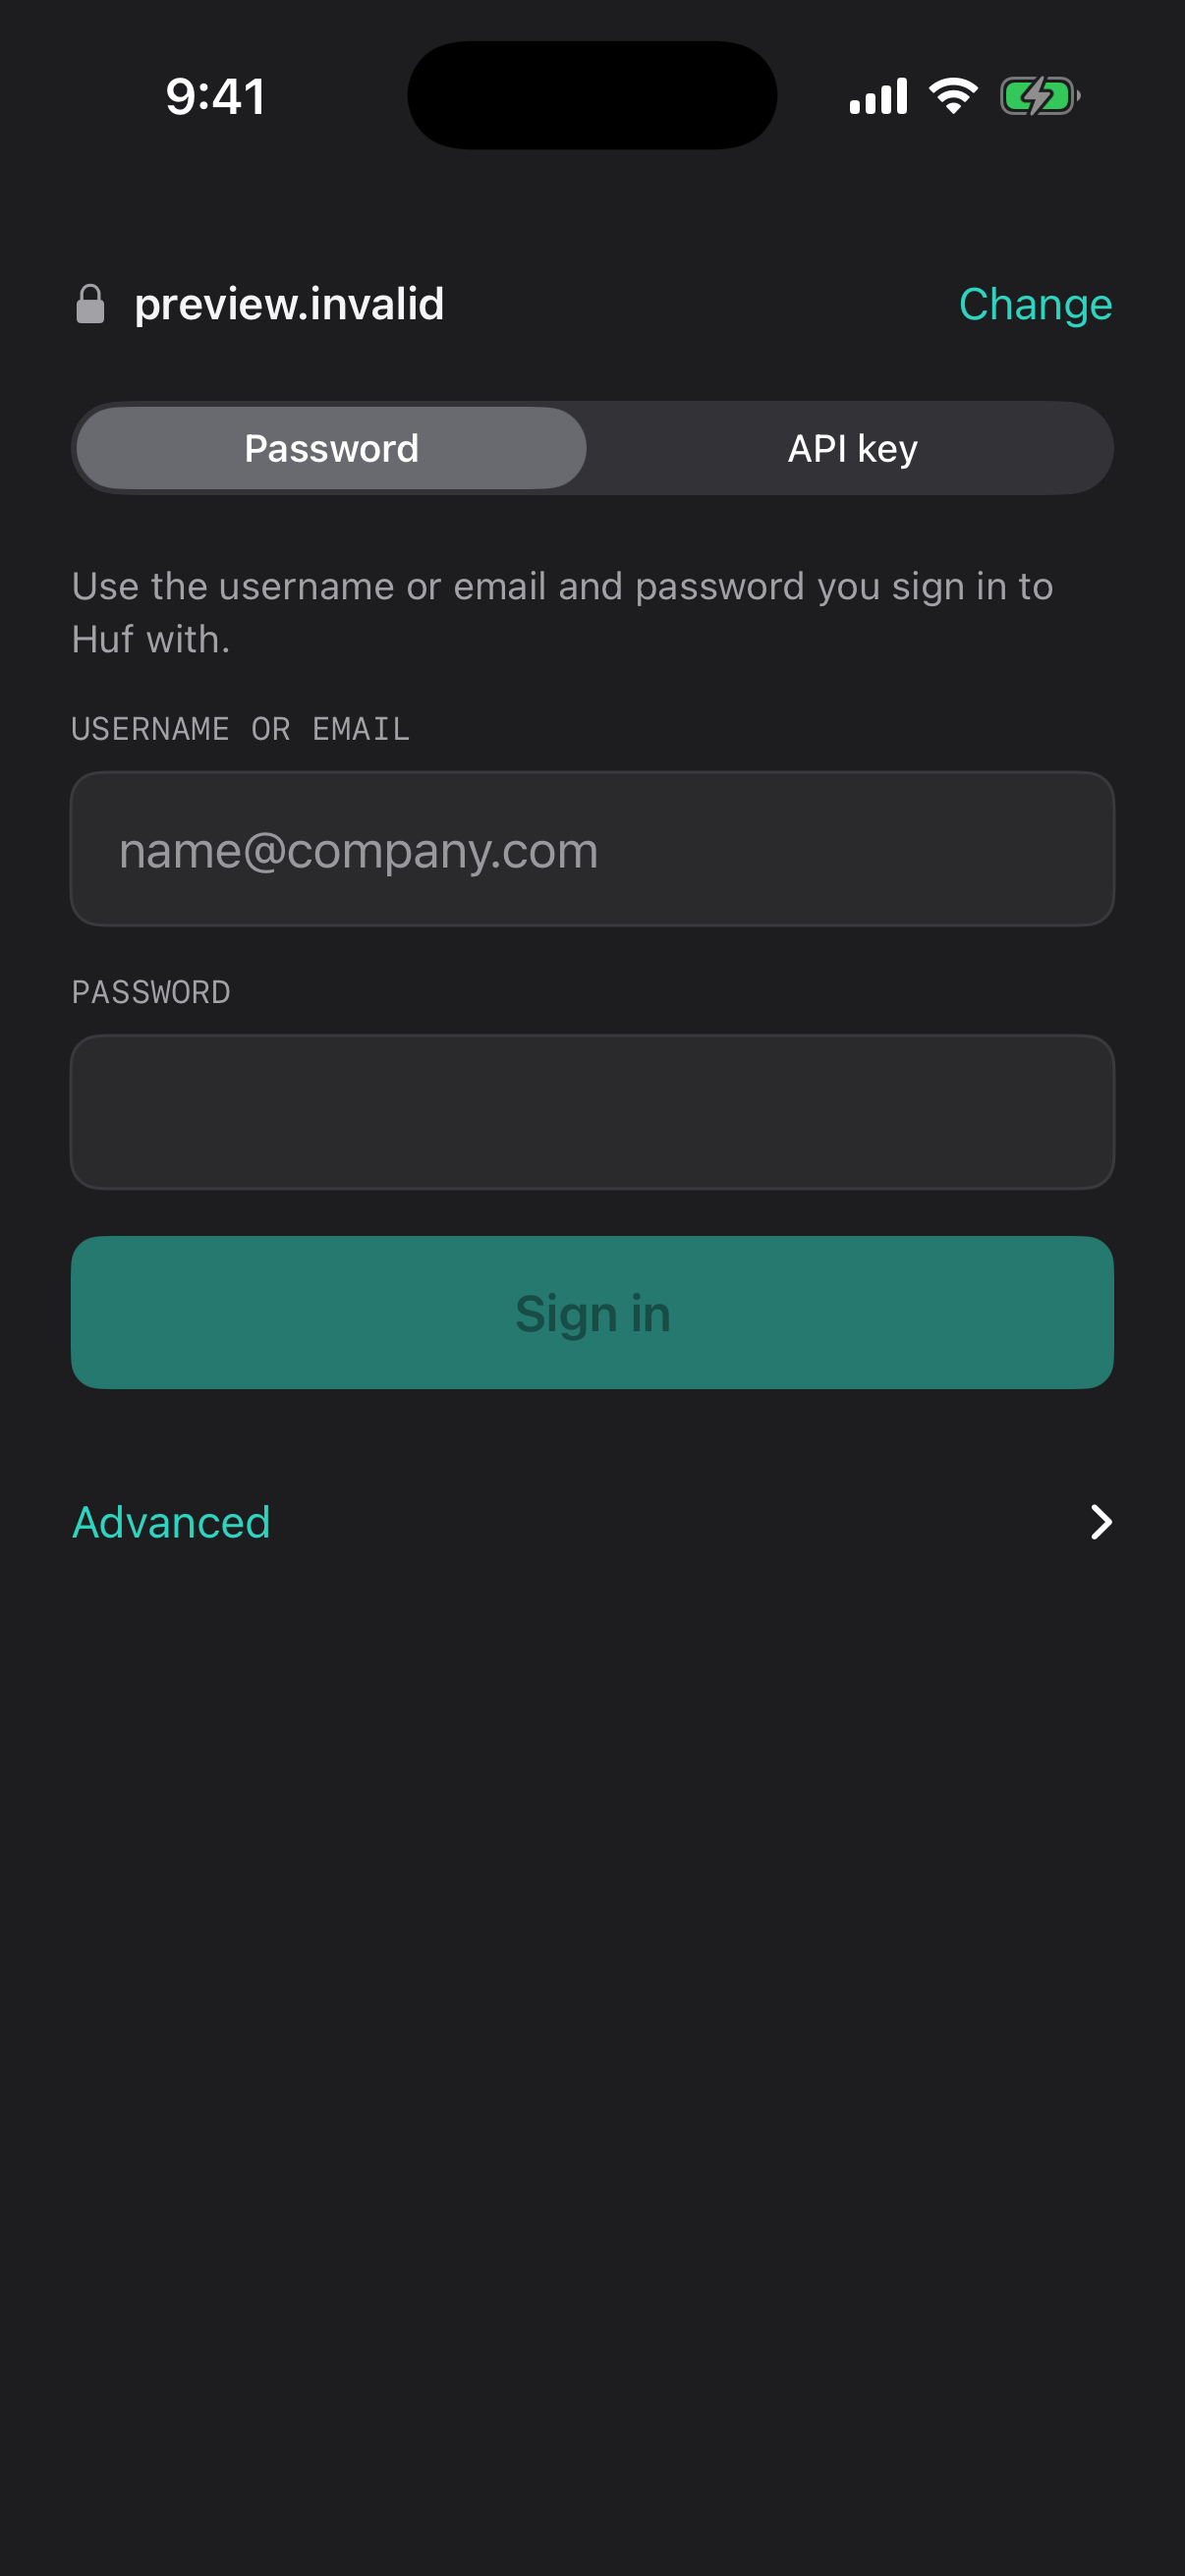 9:41
preview.invalid
Change
Password
API key
Use the username or email and password you sign in to
Huf with.
USERNAME OR EMAIL
name@company.com
PASSWORD
Sign in
Advanced